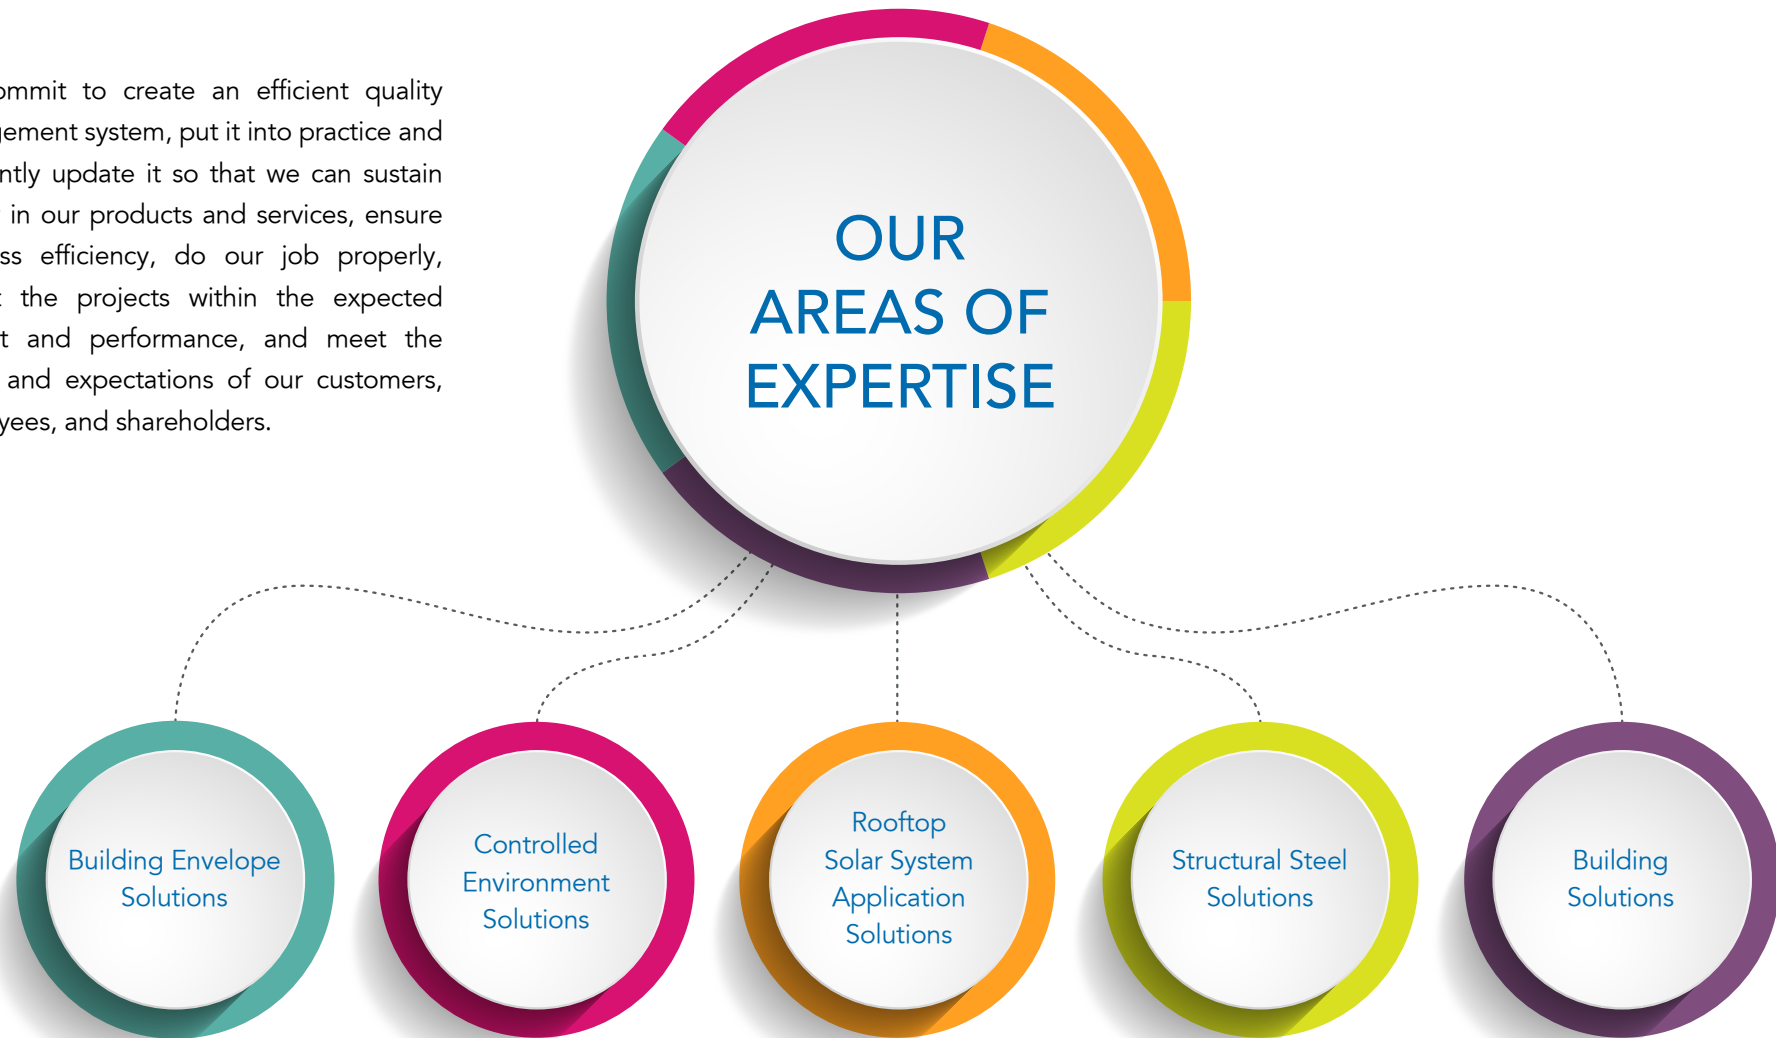 ommit to create an efficient quality
gement system, put it into practice and
ntly update it so that we can sustain
in our products and services, ensure
ss efficiency, do our job properly,
the projects within the expected
t and performance, and meet the
and expectations of our customers,
yees, and shareholders.
OUR
AREAS OF
EXPERTISE
Building Envelope
Solutions
Controlled
Environment
Solutions
Rooftop
Solar System
Application
Solutions
Structural Steel
Solutions
Building
Solutions